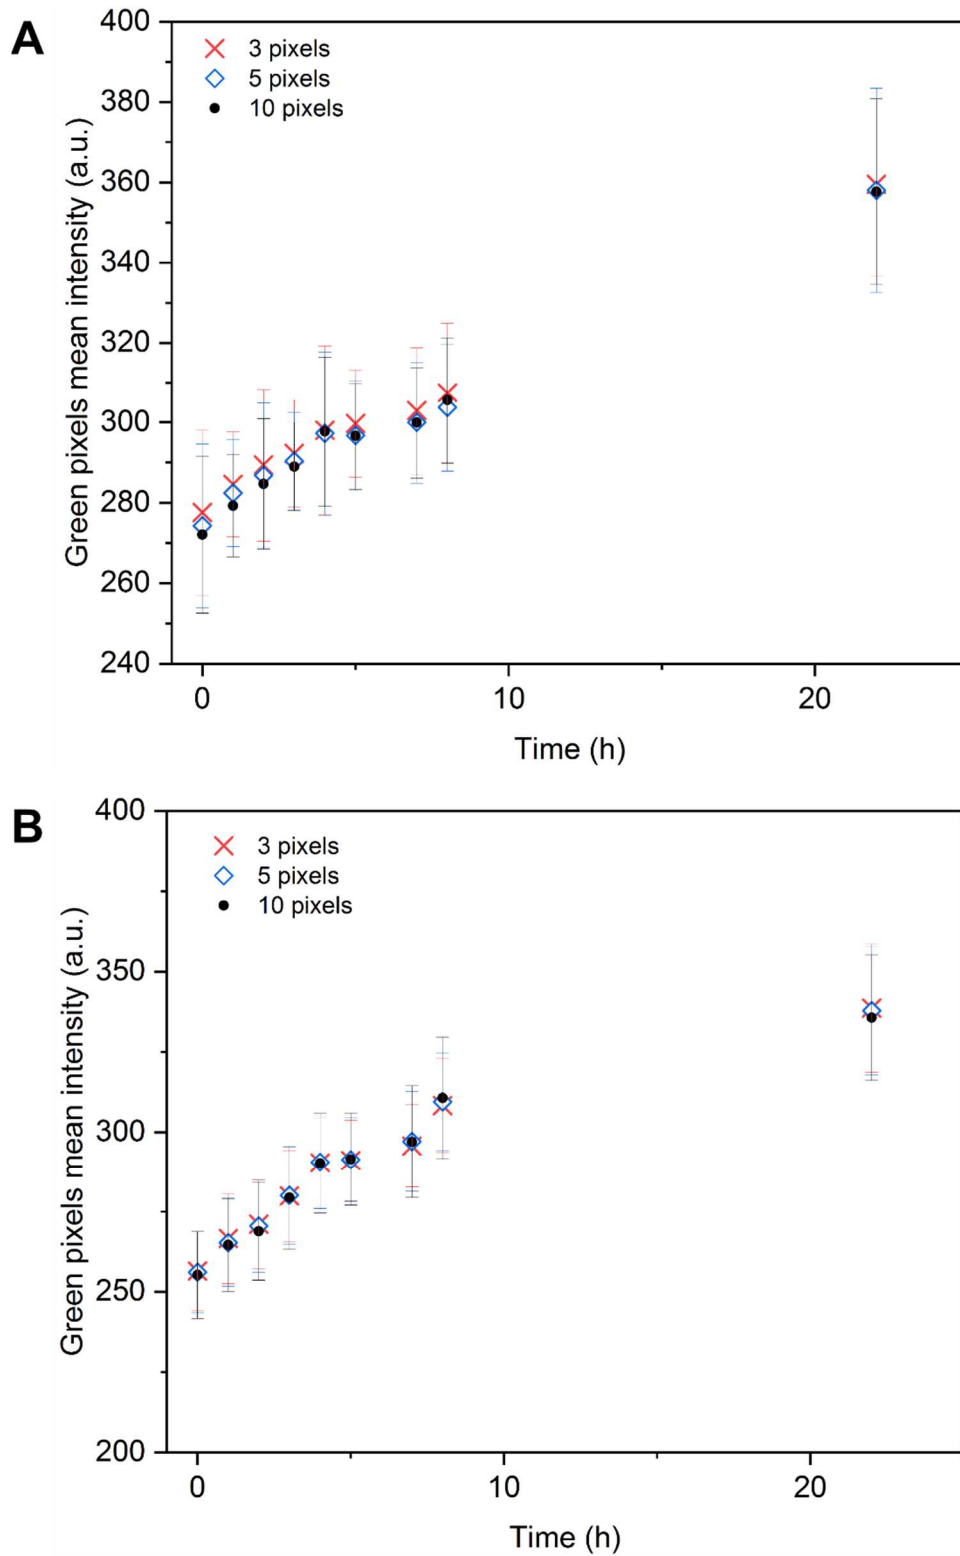 A
400
380
360
340
320
300
280
260
240
Green pixels mean intensity (a.u.)
3 pixels
5 pixels
10 pixels
0
10
20
Time (h)
B
400
350
300
250
200
Green pixels mean intensity (a.u.)
3 pixels
5 pixels
10 pixels
0
10
20
Time (h)